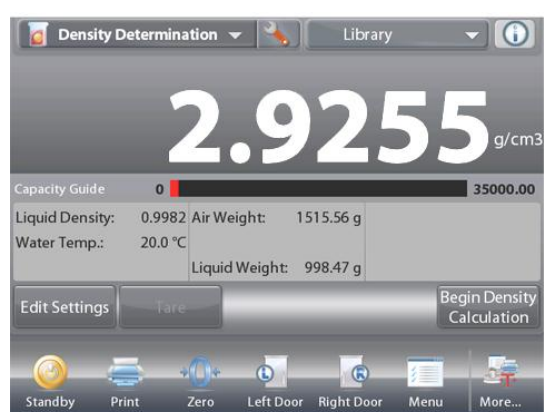 Density Determination
Library
2.9255 g/cm3
Capacity Guide 0 35000.00
Liquid Density: 0.9982 Air Weight: 1515.56 g
Water Temp.: 20.0 °C
Liquid Weight: 998.47 g
Edit Settings
Tare
Begin Density
Calculation
Standby Print Zero Left Door Right Door Menu More...